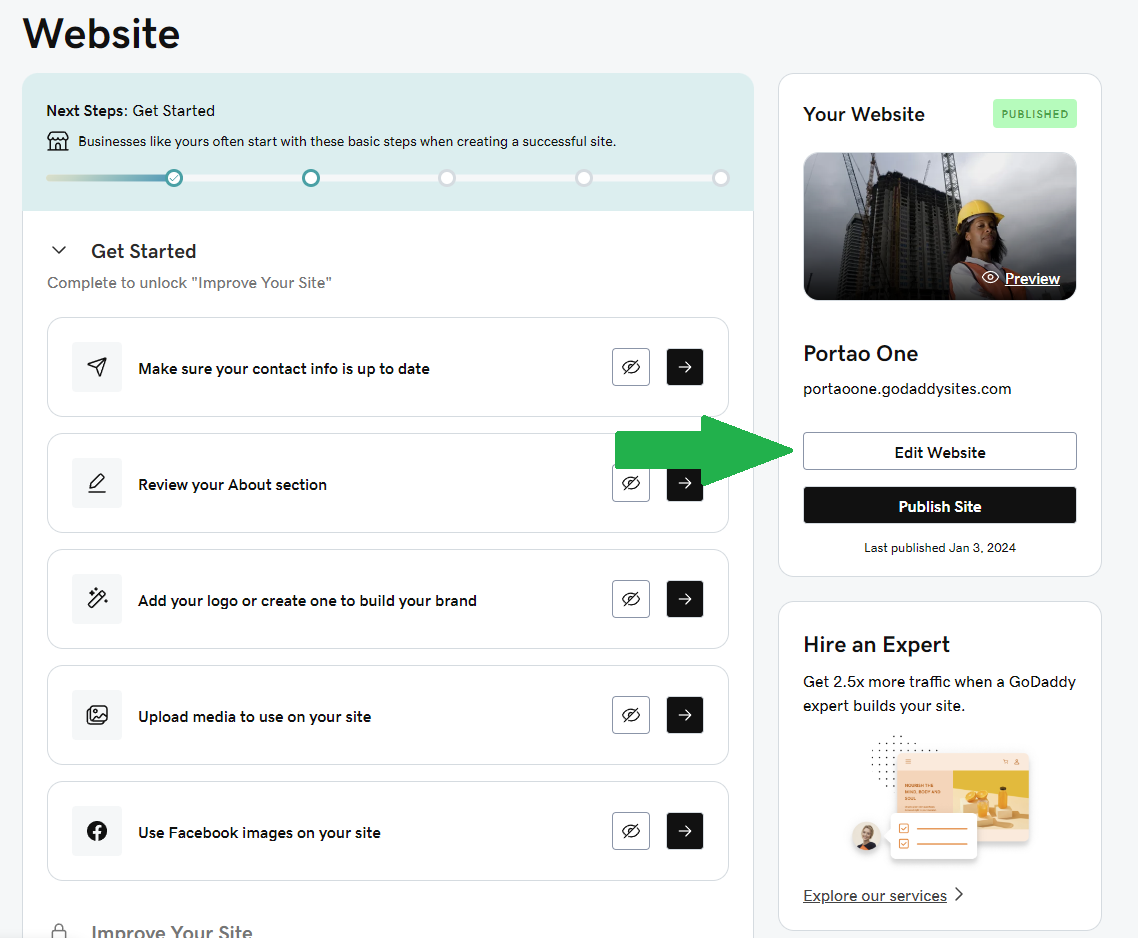 Website
Next Steps: Get Started
Businesses like yours often start with these basic steps when creating a successful site.
Get Started
Complete to unlock "Improve Your Site"
Make sure your contact info is up to date
Review your About section
Add your logo or create one to build your brand
Upload media to use on your site
Use Facebook images on your site
Improve Your Site
Your Website
PUBLISHED
Preview
Portao One
portaoone.godaddysites.com
Edit Website
Publish Site
Last published Jan 3, 2024
Hire an Expert
Get 2.5x more traffic when a GoDaddy
expert builds your site.
NOURISH THE
MIND, BODY AND
SOUL
Explore our services